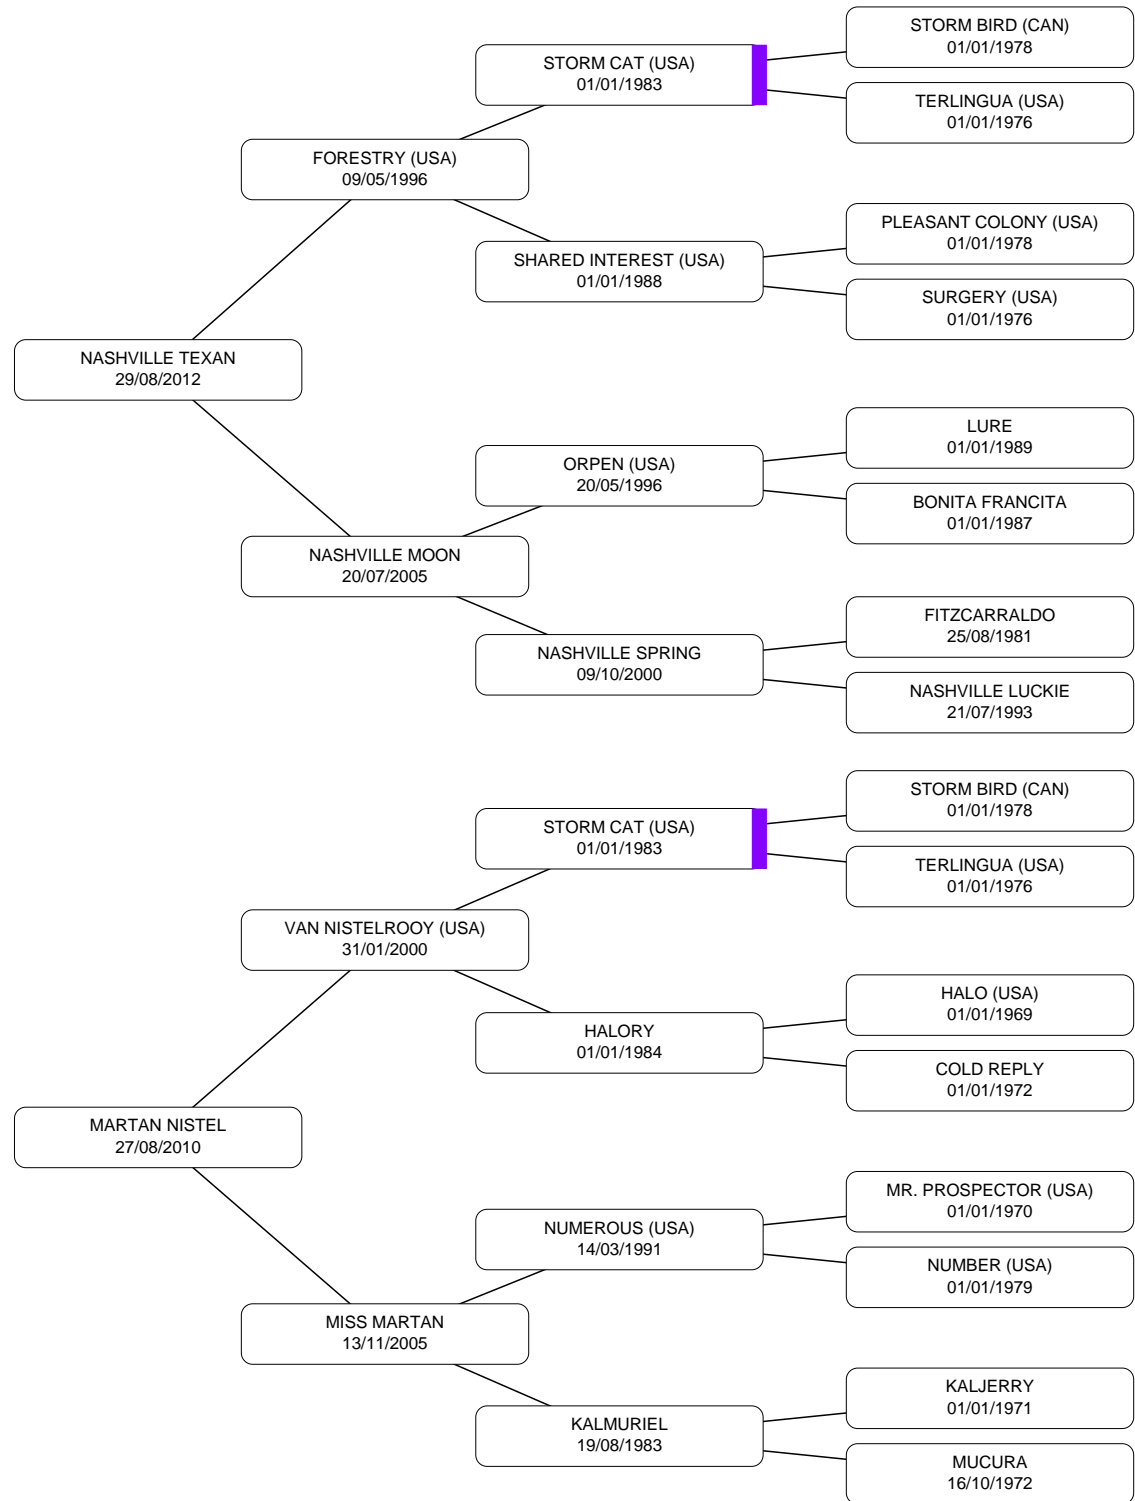 STORM BIRD (CAN)
01/01/1978
STORM CAT (USA)
01/01/1983
TERLINGUA (USA)
01/01/1976
FORESTRY (USA)
09/05/1996
PLEASANT COLONY (USA)
01/01/1978
SHARED INTEREST (USA)
01/01/1988
SURGERY (USA)
01/01/1976
NASHVILLE TEXAN
29/08/2012
LURE
01/01/1989
ORPEN (USA)
20/05/1996
BONITA FRANCITA
01/01/1987
NASHVILLE MOON
20/07/2005
FITZCARRALDO
25/08/1981
NASHVILLE SPRING
09/10/2000
NASHVILLE LUCKIE
21/07/1993
STORM BIRD (CAN)
01/01/1978
STORM CAT (USA)
01/01/1983
TERLINGUA (USA)
01/01/1976
VAN NISTELROOY (USA)
31/01/2000
HALO (USA)
01/01/1969
HALORY
01/01/1984
COLD REPLY
01/01/1972
MARTAN NISTEL
27/08/2010
MR. PROSPECTOR (USA)
01/01/1970
NUMEROUS (USA)
14/03/1991
NUMBER (USA)
01/01/1979
MISS MARTAN
13/11/2005
KALJERRY
01/01/1971
KALMURIEL
19/08/1983
MUCURA
16/10/1972